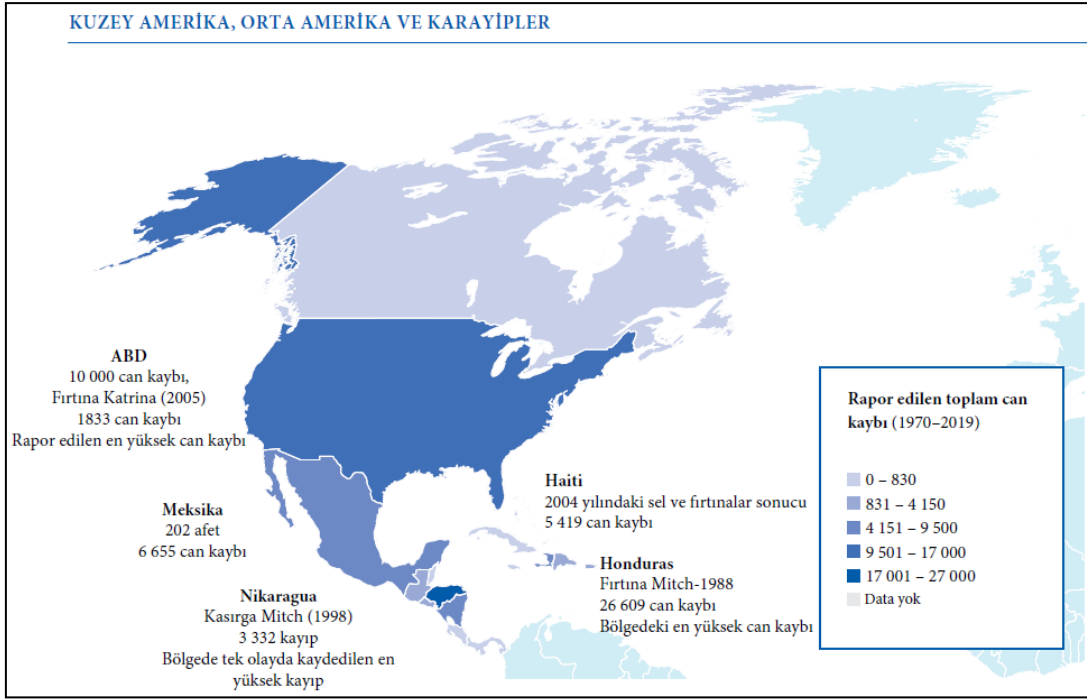 KUZEY AMERİKA, ORTA AMERİKA VE KARAYİPLER
ABD
10 000 can kaybı,
Fırtına Katrina (2005)
1833 can kaybı
Rapor edilen en yüksek can kaybı
Meksika
202 afet
6 655 can kaybı
Nikaragua
Kasırga Mitch (1998)
3 332 kayıp
Bölgede tek olayda kaydedilen en
yüksek kayıp
Haiti
2004 yılındaki sel ve fırtınalar sonucu
5 419 can kaybı
Honduras
Fırtına Mitch-1988
26 609 can kaybı
Bölgedeki en yüksek can kaybı
Rapor edilen toplam can
kaybı (1970–2019)
0 – 830
831 – 4 150
4 151 – 9 500
9 501 – 17 000
17 001 – 27 000
Data yok